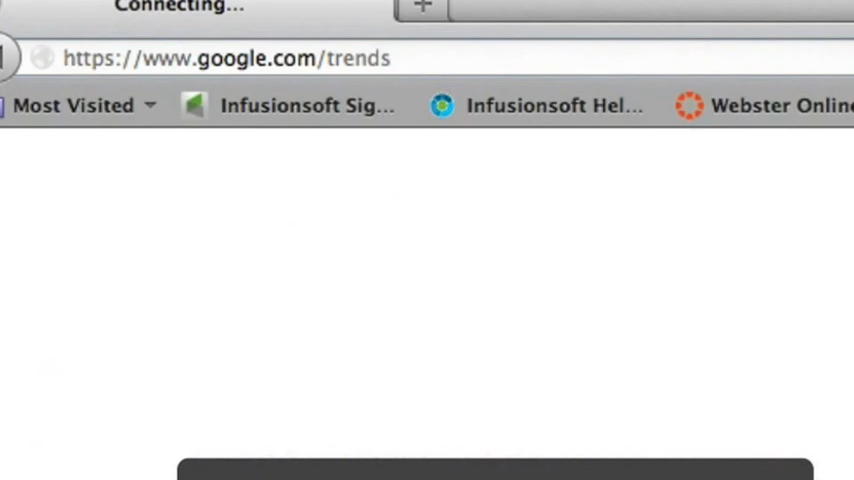 Connecting...
https://www.google.com/trends
Most Visited Infusionsoft Sig... Infusionsoft Hel... Webster Online